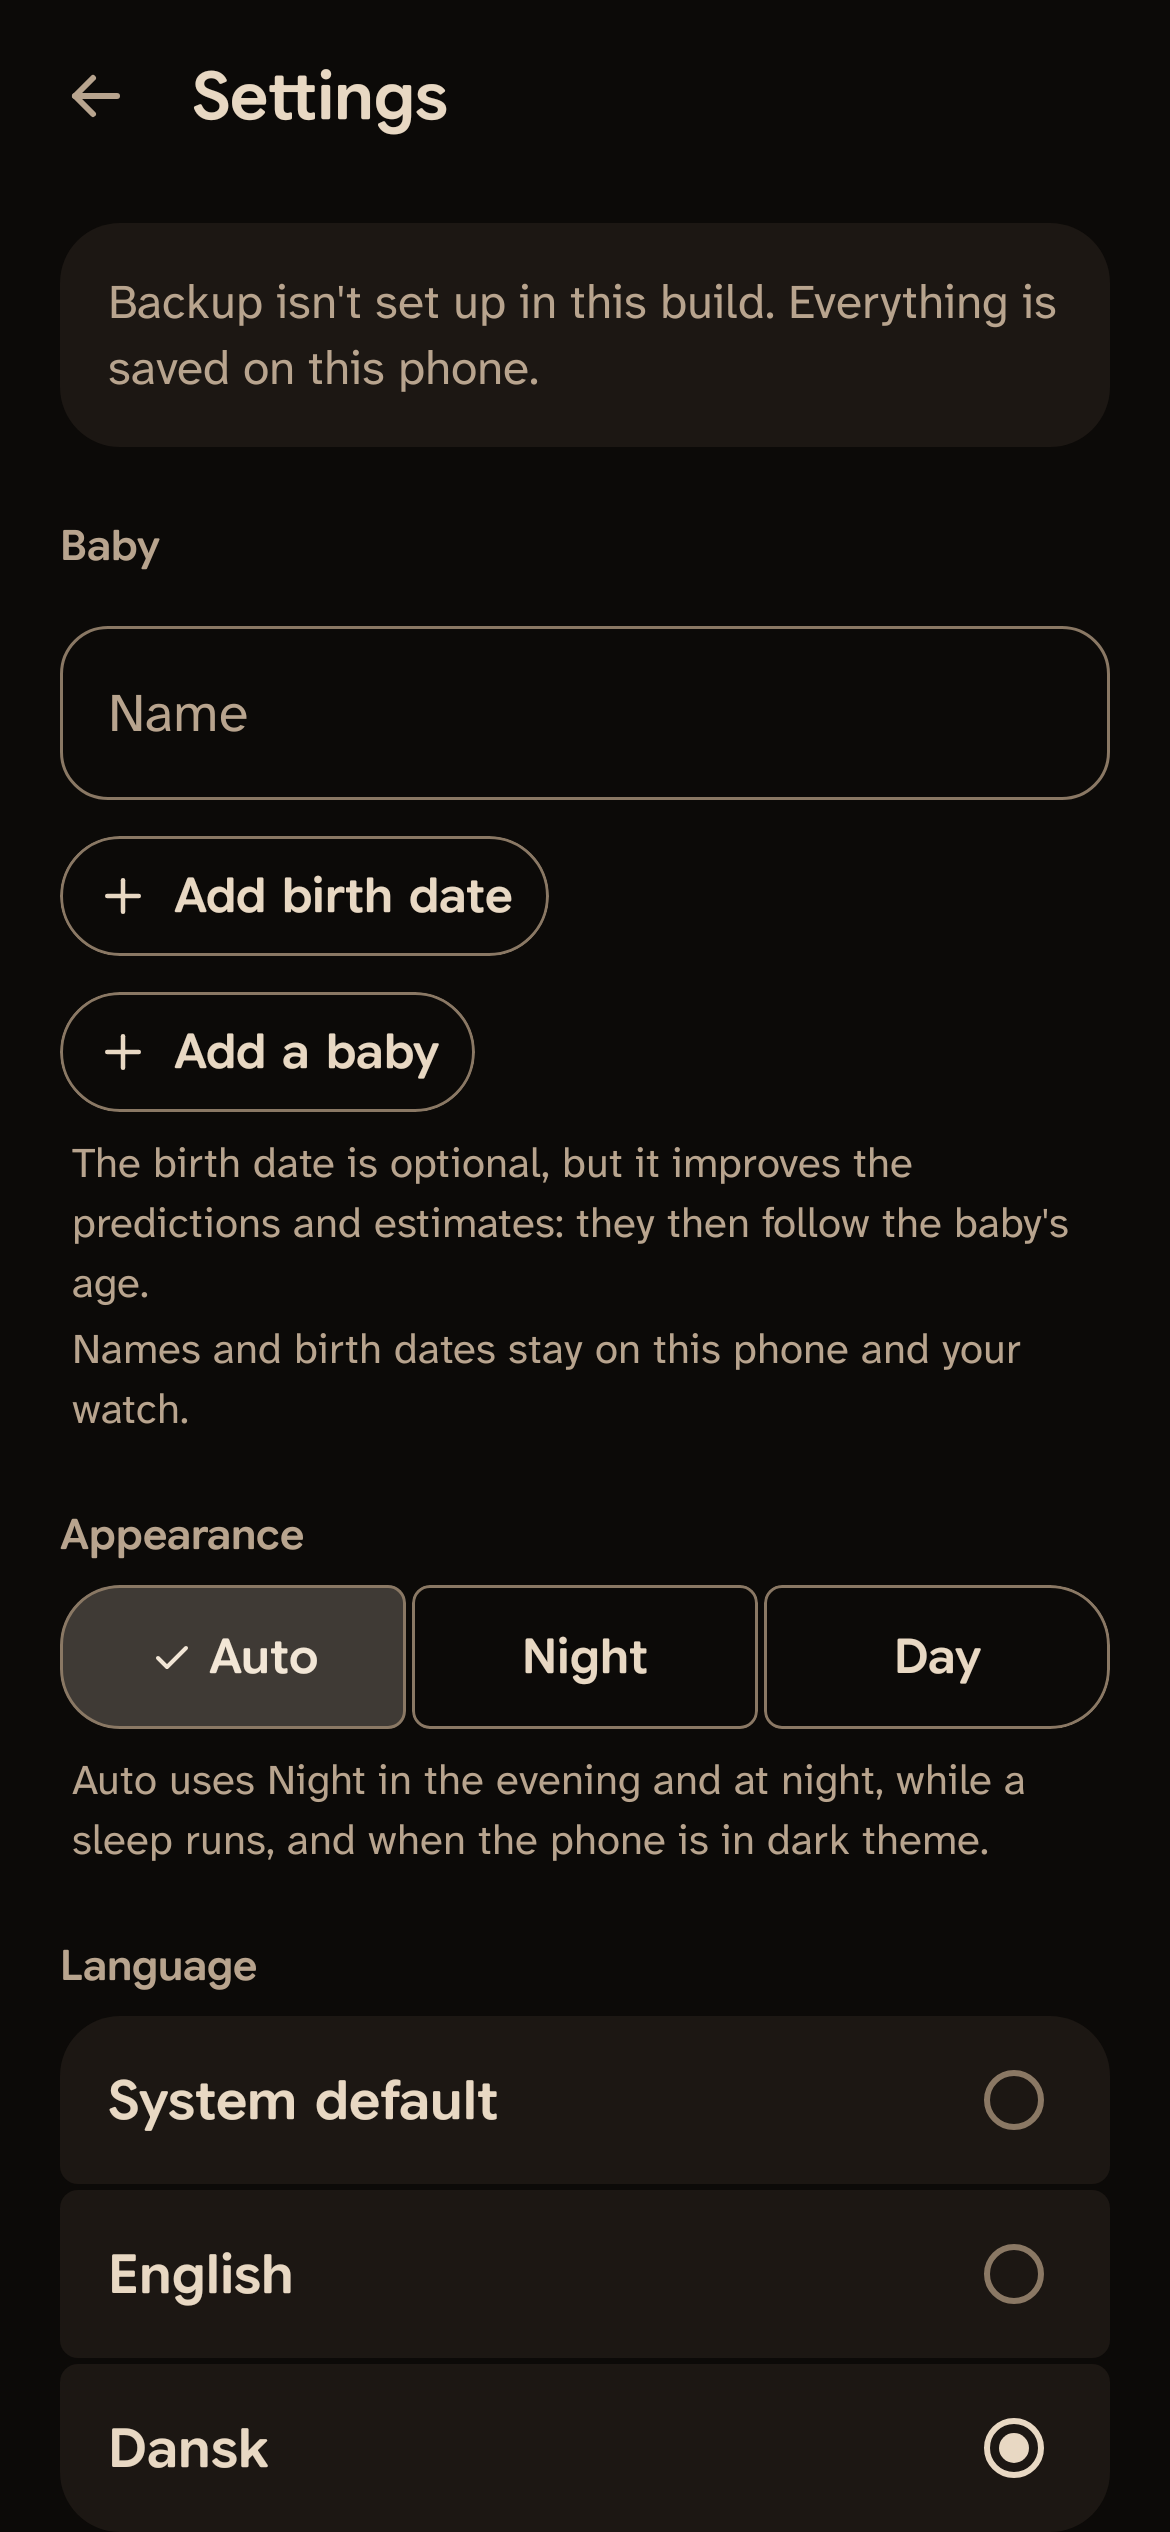 Settings
Backup isn't set up in this build. Everything is
saved on this phone.
Baby
Name
Add birth date
Add a baby
The birth date is optional, but it improves the
predictions and estimates: they then follow the baby's
age.
Names and birth dates stay on this phone and your
watch.
Appearance
Auto
Night
Day
Auto uses Night in the evening and at night, while a
sleep runs, and when the phone is in dark theme.
Language
System default
English
Dansk